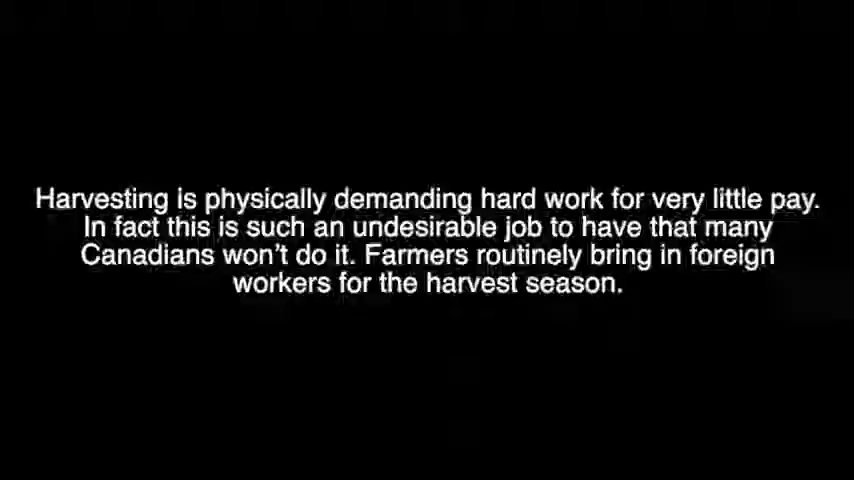 Harvesting is physically demanding hard work for very little pay.
In fact this is such an undesirable job to have that many
Canadians won't do it. Farmers routinely bring in foreign
workers for the harvest season.